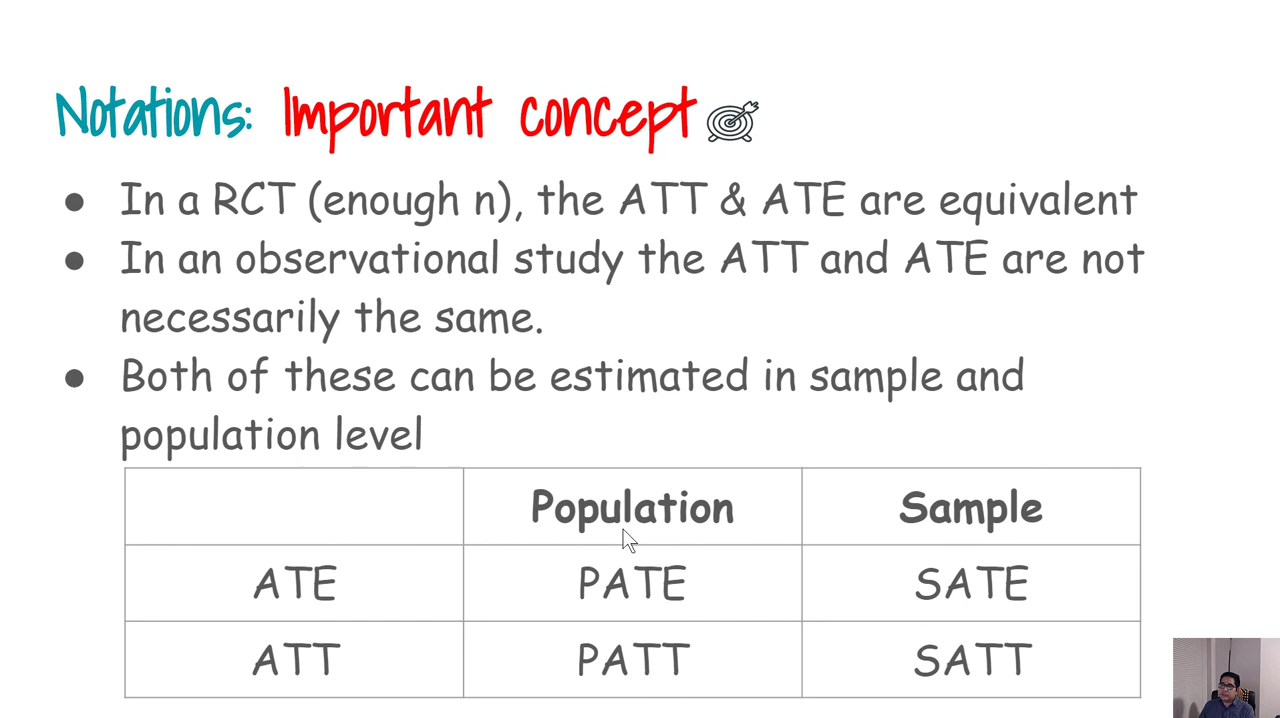 Notations: Important concept
● In a RCT (enough n), the ATT & ATE are equivalent
● In an observational study the ATT and ATE are not
necessarily the same.
● Both of these can be estimated in sample and
population level
Population Sample
ATE PATE SATE
ATT PATT SATT